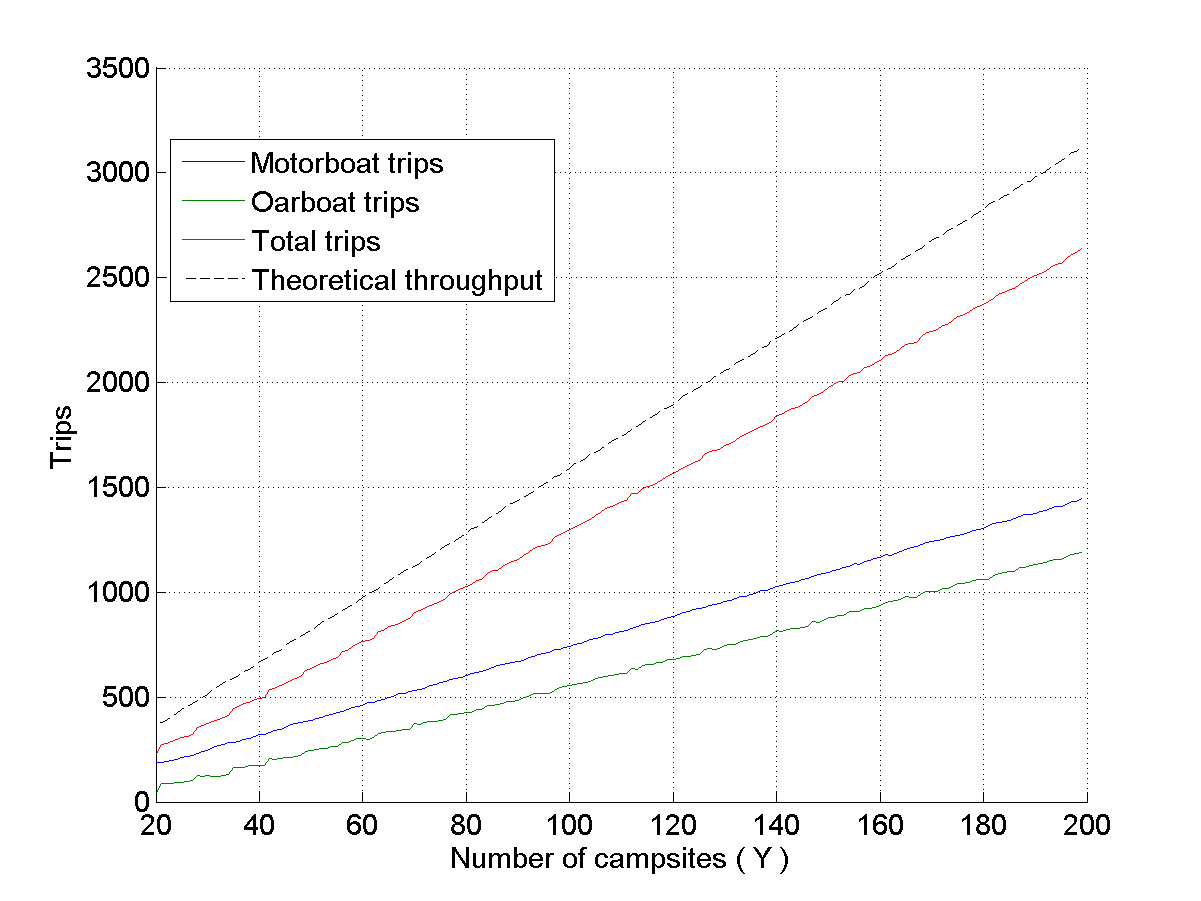 3500
3000
2500
2000
1500
1000
500
0
Motorboat trips
Oarboat trips
Total trips
Theoretical throughput
Trips
20 40 60 80 100 120 140 160 180 200
Number of campsites ( Y )